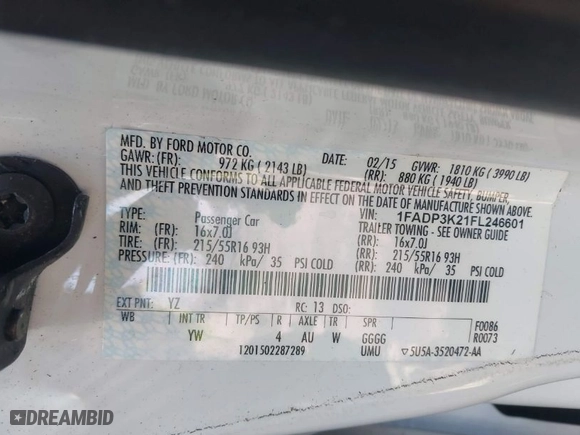 MFD. BY FORD MOTOR CO.
02/15 GVWR: 1810 KG ( 3990 LB)
GAWR: (FR): 972 KG ( 2143 LB) (RR): 880 KG ( 1940 LB)
THIS VEHICLE CONFORMS TO ALL APPLICABLE FEDERAL MOTOR VEHICLE SAFETY, BUMPER,
AND THEFT PREVENTION STANDARDS IN EFFECT ON THE DATE OF MANUFACTURE SHOWN ABOVE.
VIN: 1FADP3K21FL246601
TYPE: Passenger Car TRAILER TOWING - SEE OWNER GUIDE
RIM: (FR): 16x7.0J (RR): 16x7.0J
TIRE: (FR): 215/55R16 93H (RR): 215/55R16 93H
PRESSURE: (FR): 240 kPa/ 35 PSI COLD (RR): 240 kPa/ 35 PSI COLD
EXT PNT: YZ RC: 13 DSO: F0086
WB INT TR TP/PS R AXLE TR SPR R0073
YW 4 AU W GGGG
1201502287289 UMU ▽5U5A-3520472-AA
DREAMBID